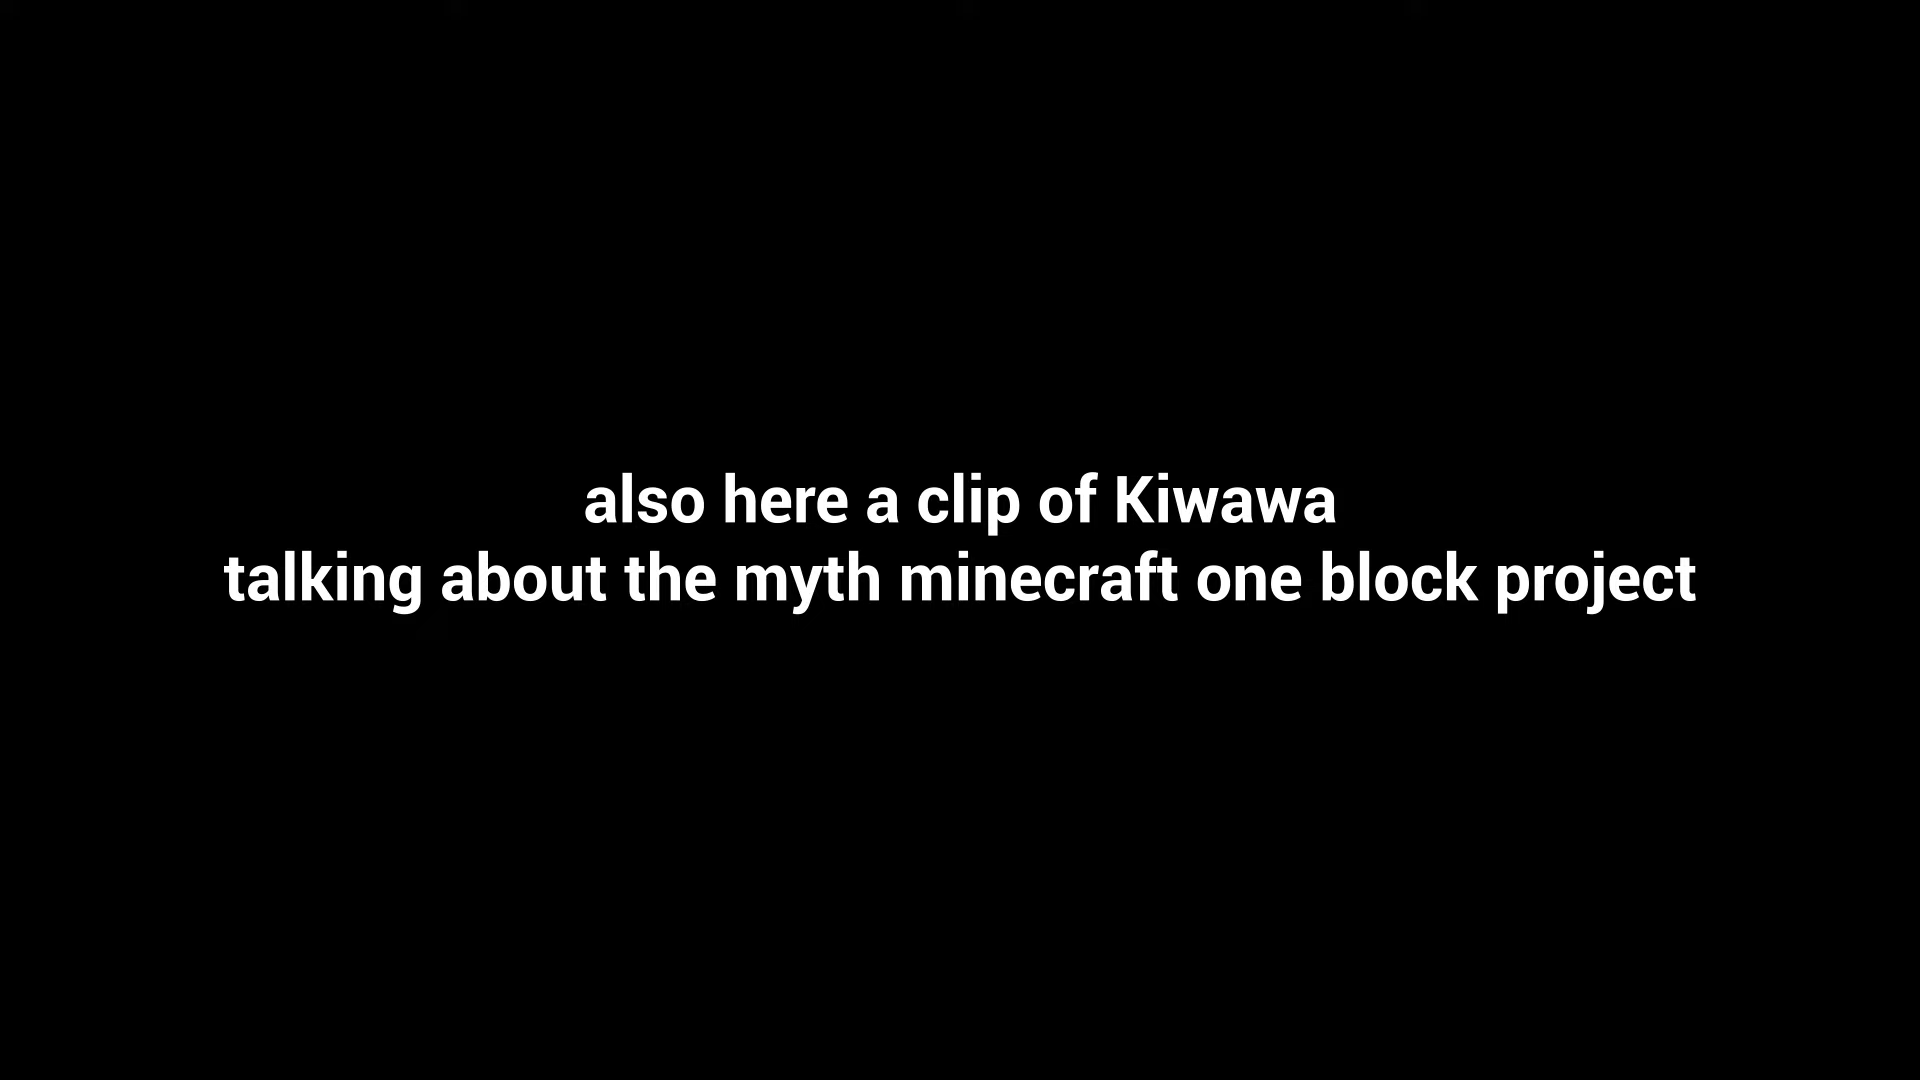 also here a clip of Kiwawa
talking about the myth minecraft one block project